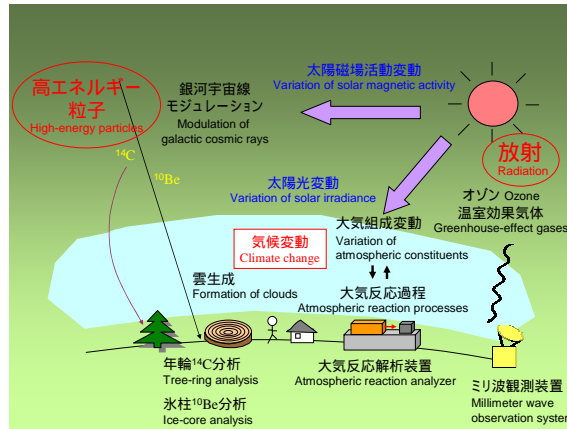 高エネルギー
粒子
High-energy particles
銀河宇宙線
モジュレーション
Modulation of
galactic cosmic rays
太陽磁場活動変動
Variation of solar magnetic activity
放射
Radiation
¹⁴C
¹⁰Be
太陽光変動
Variation of solar irradiance
オゾン Ozone
温室効果気体
Greenhouse-effect gases
気候変動
Climate change
大気組成変動
Variation of
atmospheric constituents
雲生成
Formation of clouds
大気反応過程
Atmospheric reaction processes
年輪¹⁴C分析
Tree-ring analysis
氷柱¹⁰Be分析
Ice-core analysis
大気反応解析装置
Atmospheric reaction analyzer
ミリ波観測装置
Millimeter wave
observation system